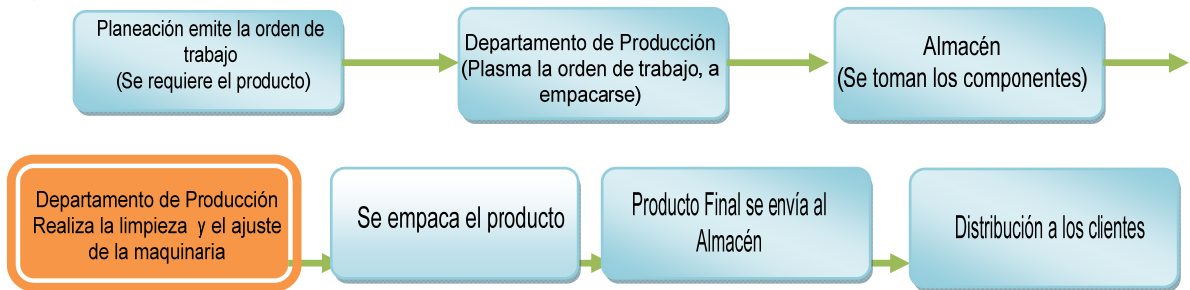 Planeación emite la orden de
trabajo
(Se requiere el producto)
Departamento de Producción
(Plasma la orden de trabajo, a
empacarse)
Almacén
(Se toman los componentes)
Departamento de Producción
Realiza la limpieza y el ajuste
de la maquinaria
Se empaca el producto
Producto Final se envía al
Almacén
Distribución a los clientes